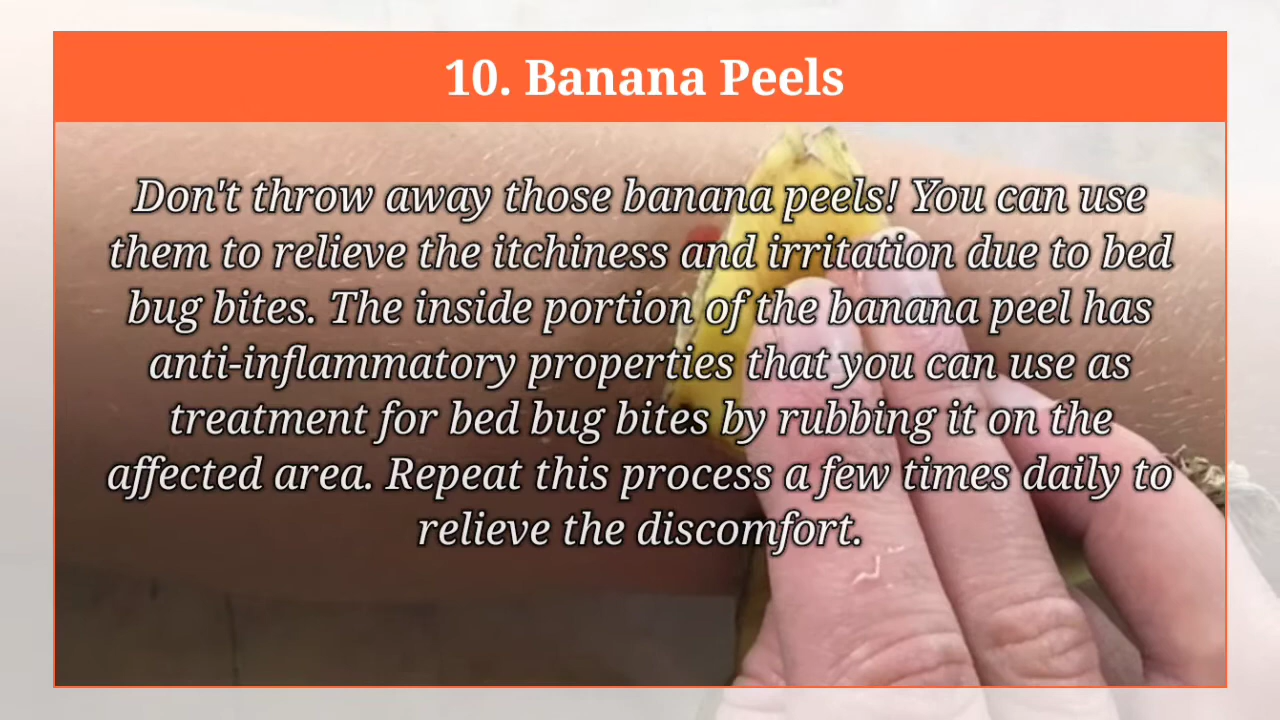 10. Banana Peels
Don't throw away those banana peels! You can use
them to relieve the itchiness and irritation due to bed
bug bites. The inside portion of the banana peel has
anti-inflammatory properties that you can use as
treatment for bed bug bites by rubbing it on the
affected area. Repeat this process a few times daily to
relieve the discomfort.